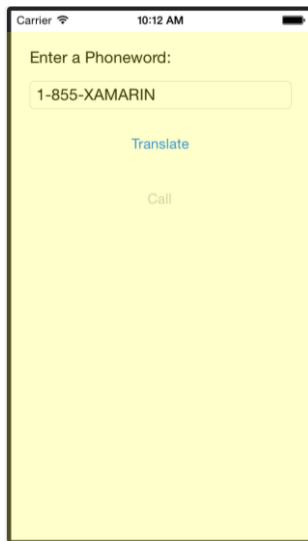 Carrier 10:12 AM
Enter a Phoneword:
1-855-XAMARIN
Translate
Call